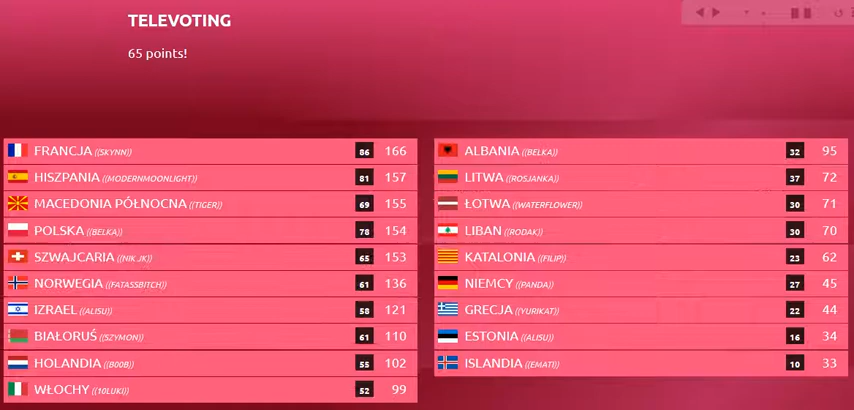 TELEVOTING
65 points!
FRANCJA ((SKYNN)) 86 166
HISZPANIA ((MODERNMOONLIGHT)) 81 157
MACEDONIA PÓŁNOCNA ((TIGER)) 69 155
POLSKA ((BELKA)) 78 154
SZWAJCARIA ((NIK JK)) 65 153
NORWEGIA ((FATASSBITCH)) 61 136
IZRAEL ((ALISU)) 58 121
BIAŁORUŚ ((SZYMON)) 61 110
HOLANDIA ((B00B)) 55 102
WŁOCHY ((10LUKI)) 52 99
ALBANIA ((BELKA)) 32 95
LITWA ((ROSJANKA)) 37 72
ŁOTWA ((WATERFLOWER)) 30 71
LIBAN ((RODAK)) 30 70
KATALONIA ((FILIP)) 23 62
NIEMCY ((PANDA)) 27 45
GRECJA ((YURIKAT)) 22 44
ESTONIA ((ALISU)) 16 34
ISLANDIA ((EMATI)) 10 33